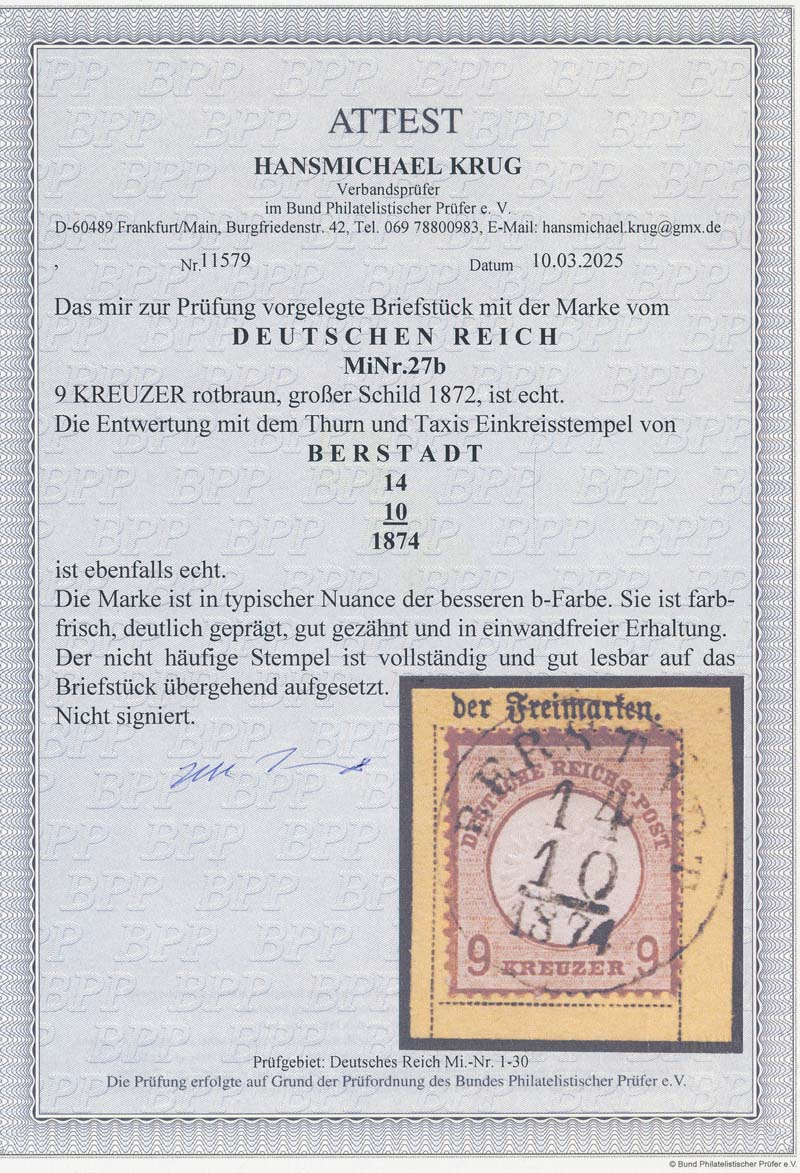 ATTEST
HANSMICHAEL KRUG
Verbandsprüfer
im Bund Philatelistischer Prüfer e. V.
D-60489 Frankfurt/Main, Burgfriedenstr. 42, Tel. 069 78800983, E-Mail: hansmichael.krug@gmx.de
, Nr.11579 Datum 10.03.2025
Das mir zur Prüfung vorgelegte Briefstück mit der Marke vom
DEUTSCHEN REICH
MiNr.27b
9 KREUZER rotbraun, großer Schild 1872, ist echt.
Die Entwertung mit dem Thurn und Taxis Einkreisstempel von
BERSTADT
14
10
1874
ist ebenfalls echt.
Die Marke ist in typischer Nuance der besseren b-Farbe. Sie ist farb-
frisch, deutlich geprägt, gut gezähnt und in einwandfreier Erhaltung.
Der nicht häufige Stempel ist vollständig und gut lesbar auf das
Briefstück übergehend aufgesetzt.
Nicht signiert.
der Freimarken.
BERSTADT
DEUTSCHE REICHS-POST
14
10
1874
9 KREUZER 9
Prüfgebiet: Deutsches Reich Mi.-Nr. 1-30
Die Prüfung erfolgte auf Grund der Prüfordnung des Bundes Philatelistischer Prüfer e.V.
© Bund Philatelistischer Prüfer e.V.